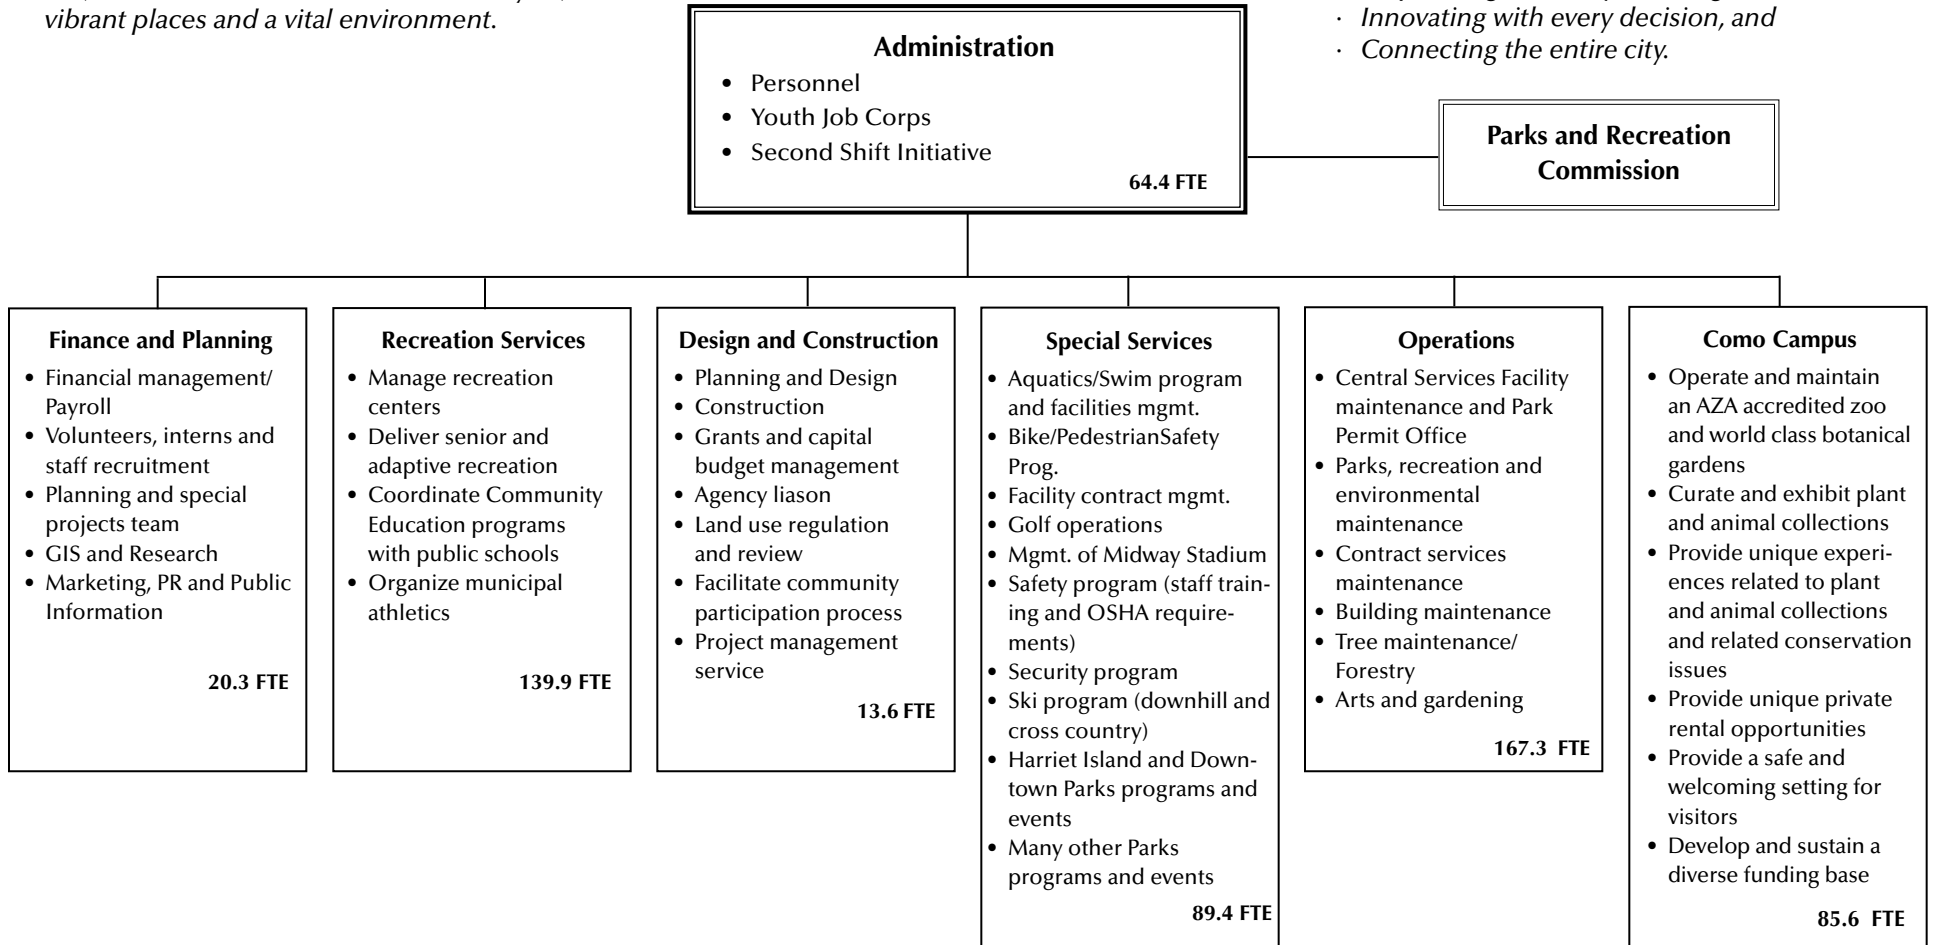 vibrant places and a vital environment.
· Innovating with every decision, and
· Connecting the entire city.
Administration
• Personnel
• Youth Job Corps
• Second Shift Initiative
64.4 FTE
Parks and Recreation
Commission
Finance and Planning
• Financial management/
Payroll
• Volunteers, interns and
staff recruitment
• Planning and special
projects team
• GIS and Research
• Marketing, PR and Public
Information
20.3 FTE
Recreation Services
• Manage recreation
centers
• Deliver senior and
adaptive recreation
• Coordinate Community
Education programs
with public schools
• Organize municipal
athletics
139.9 FTE
Design and Construction
• Planning and Design
• Construction
• Grants and capital
budget management
• Agency liason
• Land use regulation
and review
• Facilitate community
participation process
• Project management
service
13.6 FTE
Special Services
• Aquatics/Swim program
and facilities mgmt.
• Bike/PedestrianSafety
Prog.
• Facility contract mgmt.
• Golf operations
• Mgmt. of Midway Stadium
• Safety program (staff train-
ing and OSHA require-
ments)
• Security program
• Ski program (downhill and
cross country)
• Harriet Island and Down-
town Parks programs and
events
• Many other Parks
programs and events
89.4 FTE
Operations
• Central Services Facility
maintenance and Park
Permit Office
• Parks, recreation and
environmental
maintenance
• Contract services
maintenance
• Building maintenance
• Tree maintenance/
Forestry
• Arts and gardening
167.3 FTE
Como Campus
• Operate and maintain
an AZA accredited zoo
and world class botanical
gardens
• Curate and exhibit plant
and animal collections
• Provide unique experi-
ences related to plant
and animal collections
and related conservation
issues
• Provide unique private
rental opportunities
• Provide a safe and
welcoming setting for
visitors
• Develop and sustain a
diverse funding base
85.6 FTE